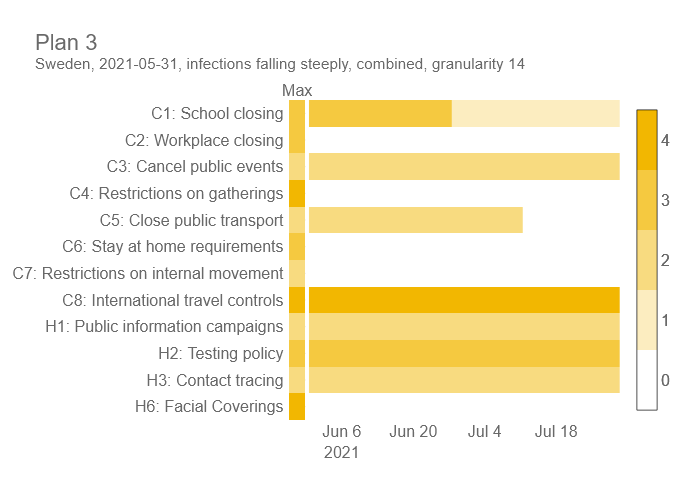 Plan 3
Sweden, 2021-05-31, infections falling steeply, combined, granularity 14
Max
C1: School closing
C2: Workplace closing
C3: Cancel public events
C4: Restrictions on gatherings
C5: Close public transport
C6: Stay at home requirements
C7: Restrictions on internal movement
C8: International travel controls
H1: Public information campaigns
H2: Testing policy
H3: Contact tracing
H6: Facial Coverings
4
3
2
1
0
Jun 6 Jun 20 Jul 4 Jul 18
2021